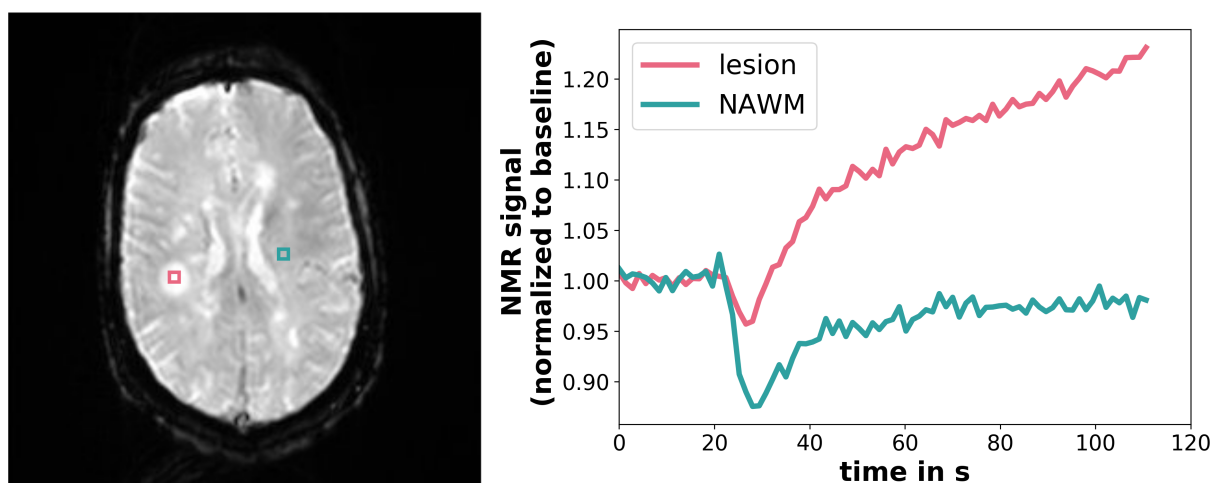 NMR signal
(normalized to baseline)
1.20
1.15
1.10
1.05
1.00
0.95
0.90
lesion
NAWM
0 20 40 60 80 100 120
time in s